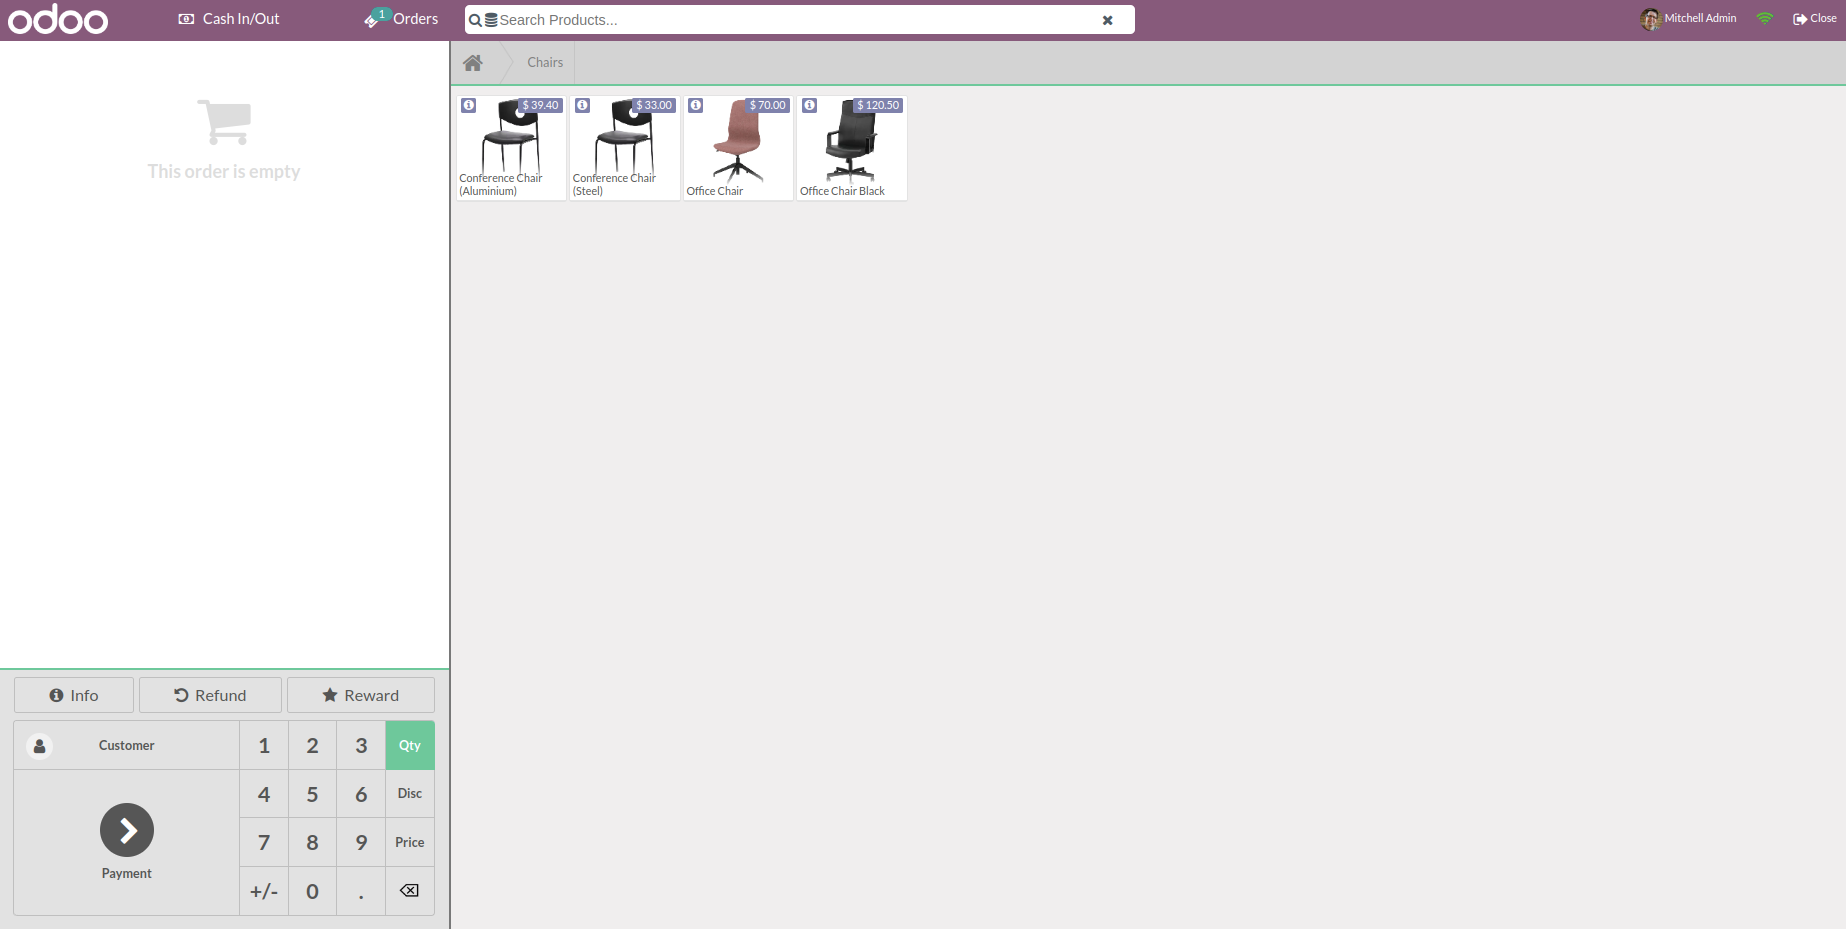 odoo
Cash In/Out
1
Orders
Search Products...
Mitchell Admin
Close
Chairs
This order is empty
$ 39.40
Conference Chair
(Aluminium)
$ 33.00
Conference Chair
(Steel)
$ 70.00
Office Chair
$ 120.50
Office Chair Black
Info
Refund
Reward
Customer
1 2 3 Qty
4 5 6 Disc
7 8 9 Price
+/- 0 .
Payment